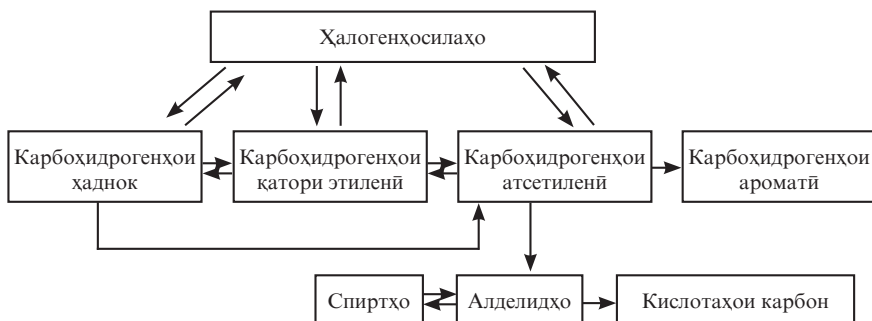 Ҳалогенҳосилаҳо
Карбоҳидрогенҳои
ҳаднок
Карбоҳидрогенҳои
қатори этиленӣ
Карбоҳидрогенҳои
атсетиленӣ
Карбоҳидрогенҳои
ароматӣ
Спиртҳо
Алделидҳо
Кислотаҳои карбон